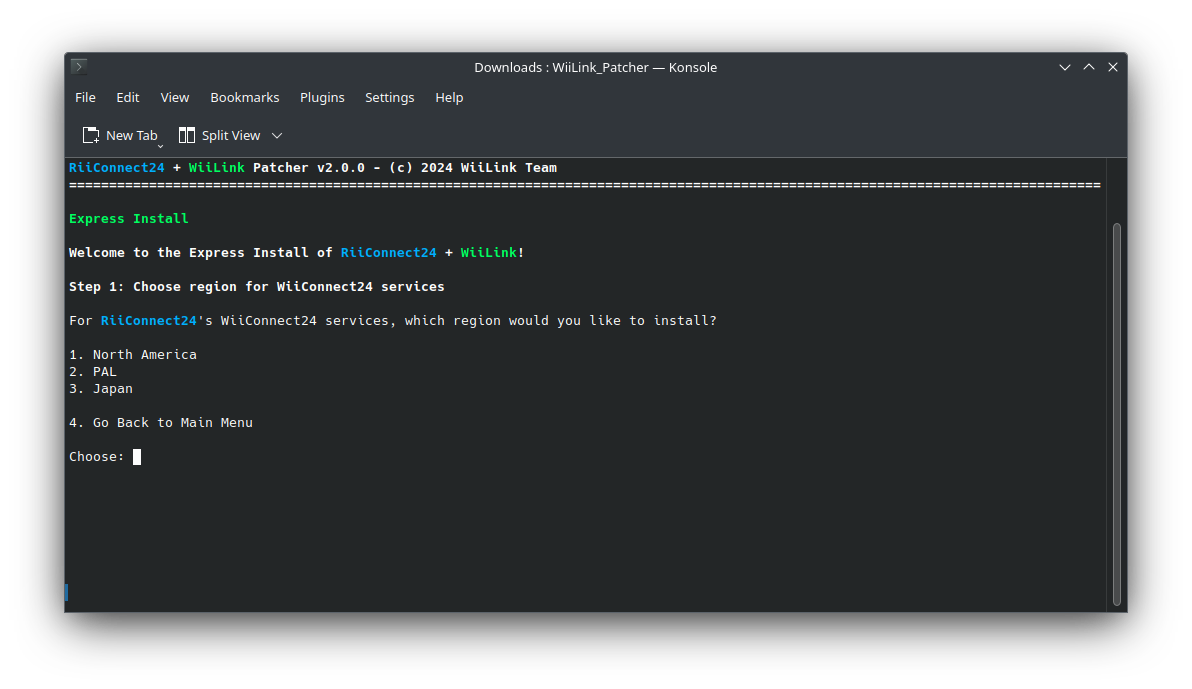 Downloads : WiiLink_Patcher — Konsole
File Edit View Bookmarks Plugins Settings Help
New Tab Split View
RiiConnect24 + WiiLink Patcher v2.0.0 - (c) 2024 WiiLink Team
=================================================================================================================================
Express Install
Welcome to the Express Install of RiiConnect24 + WiiLink!
Step 1: Choose region for WiiConnect24 services
For RiiConnect24's WiiConnect24 services, which region would you like to install?
1. North America
2. PAL
3. Japan
4. Go Back to Main Menu
Choose: